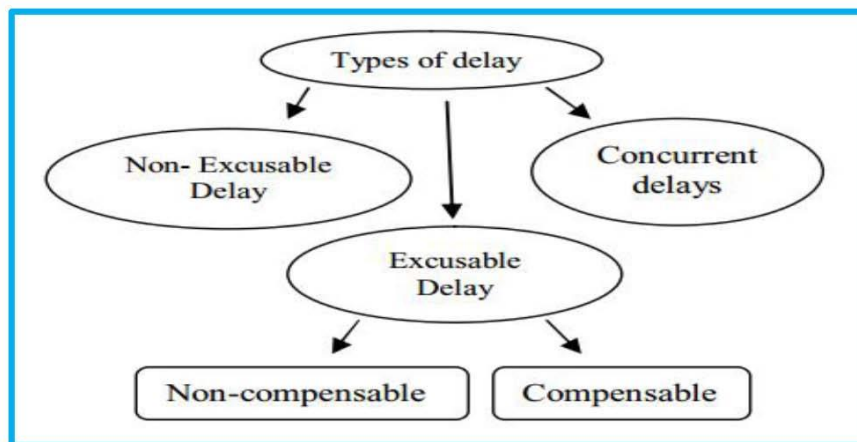 Types of delay
Non- Excusable
Delay
Concurrent
delays
Excusable
Delay
Non-compensable
Compensable